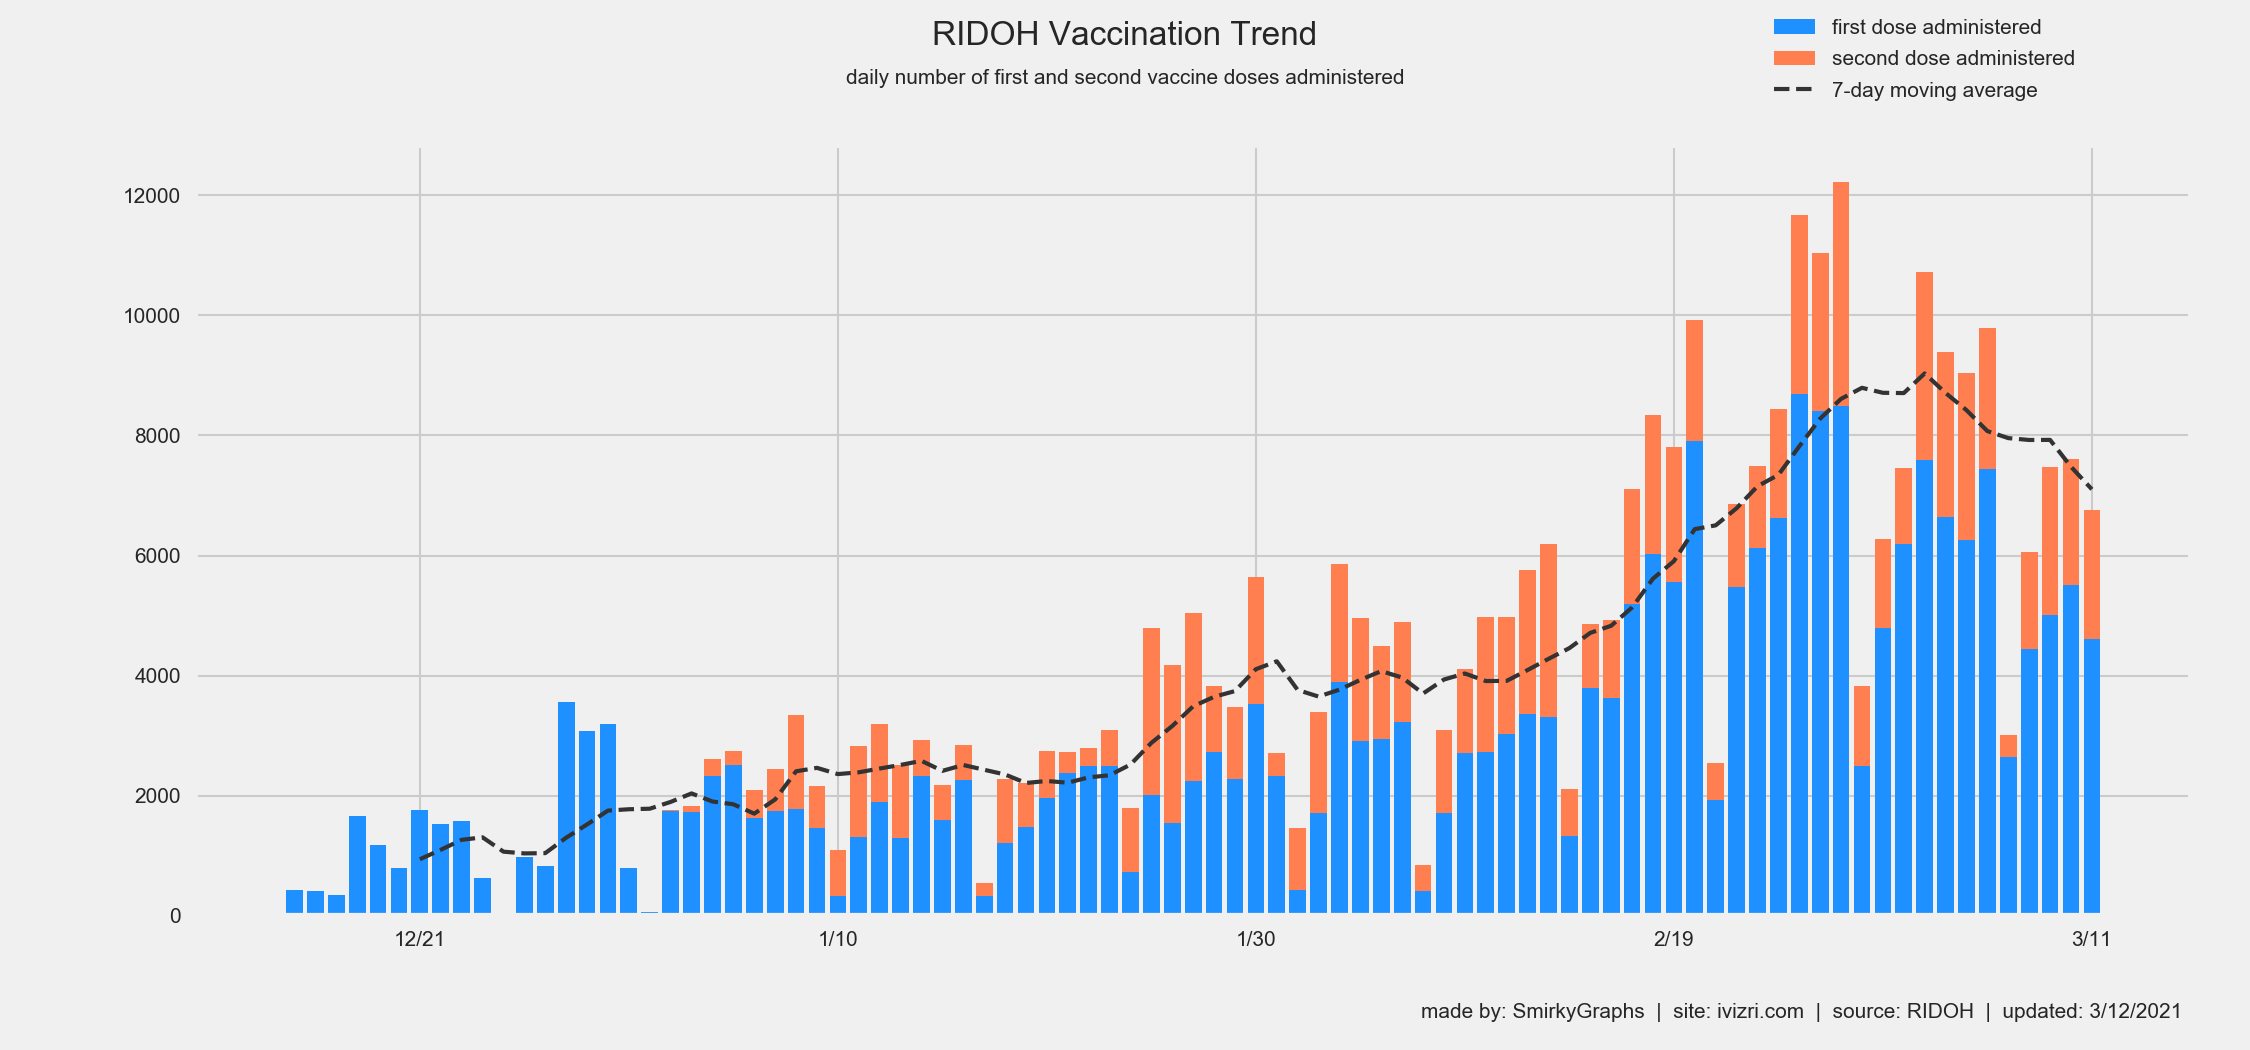 RIDOH Vaccination Trend
daily number of first and second vaccine doses administered
first dose administered
second dose administered
7-day moving average
12000
10000
8000
6000
4000
2000
0
12/21 1/10 1/30 2/19 3/11
made by: SmirkyGraphs | site: ivizri.com | source: RIDOH | updated: 3/12/2021